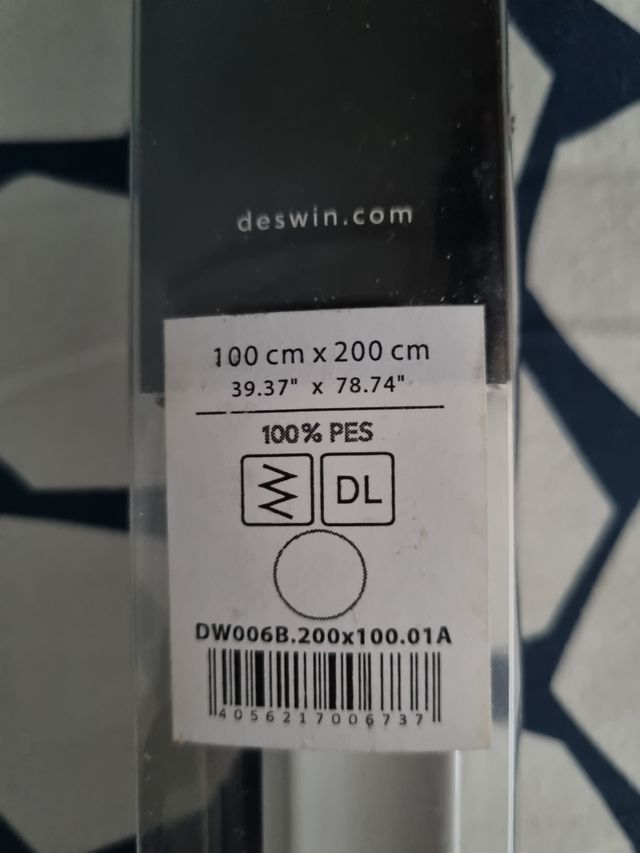 deswin.com
100 cm x 200 cm
39.37" x 78.74"
100% PES
DL
DW006B.200x100.01A
4056217006737